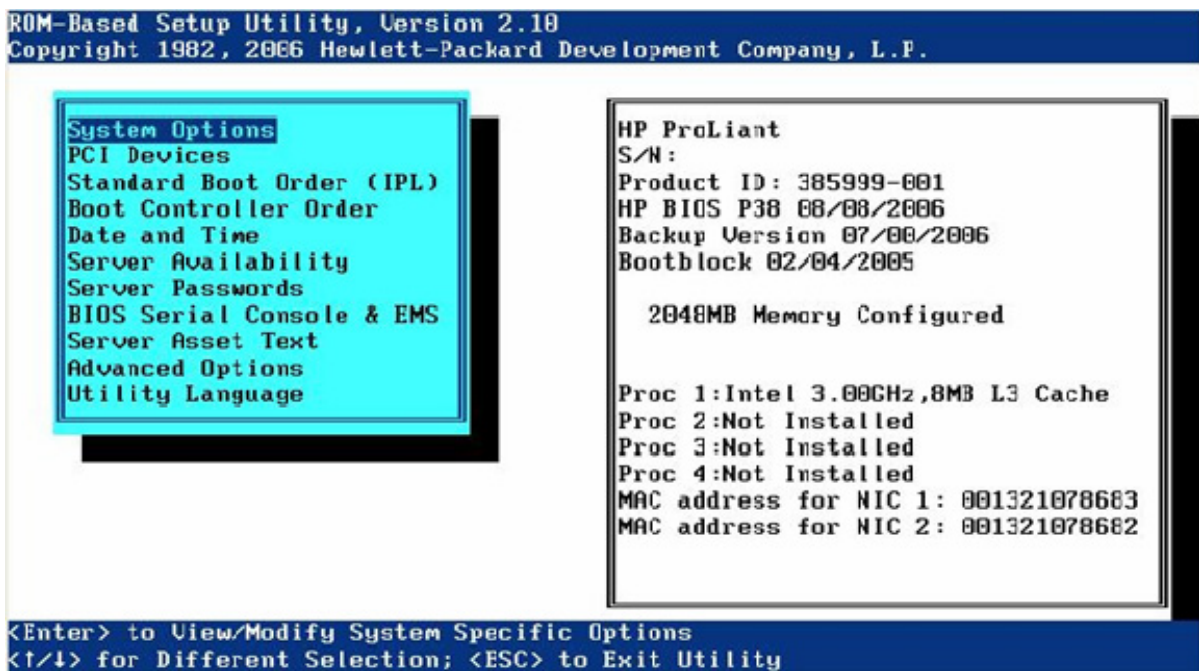 ROM-Based Setup Utility, Version 2.10
Copyright 1982, 2006 Hewlett-Packard Development Company, L.P.
System Options
PCI Devices
Standard Boot Order (IPL)
Boot Controller Order
Date and Time
Server Availability
Server Passwords
BIOS Serial Console & EMS
Server Asset Text
Advanced Options
Utility Language
HP ProLiant
S/N:
Product ID: 385999-001
HP BIOS P38 08/08/2006
Backup Version 07/00/2006
Bootblock 02/04/2005
2048MB Memory Configured
Proc 1:Intel 3.00GHz,8MB L3 Cache
Proc 2:Not Installed
Proc 3:Not Installed
Proc 4:Not Installed
MAC address for NIC 1: 001321078683
MAC address for NIC 2: 001321078682
<Enter> to View/Modify System Specific Options
<↑/↓> for Different Selection; <ESC> to Exit Utility